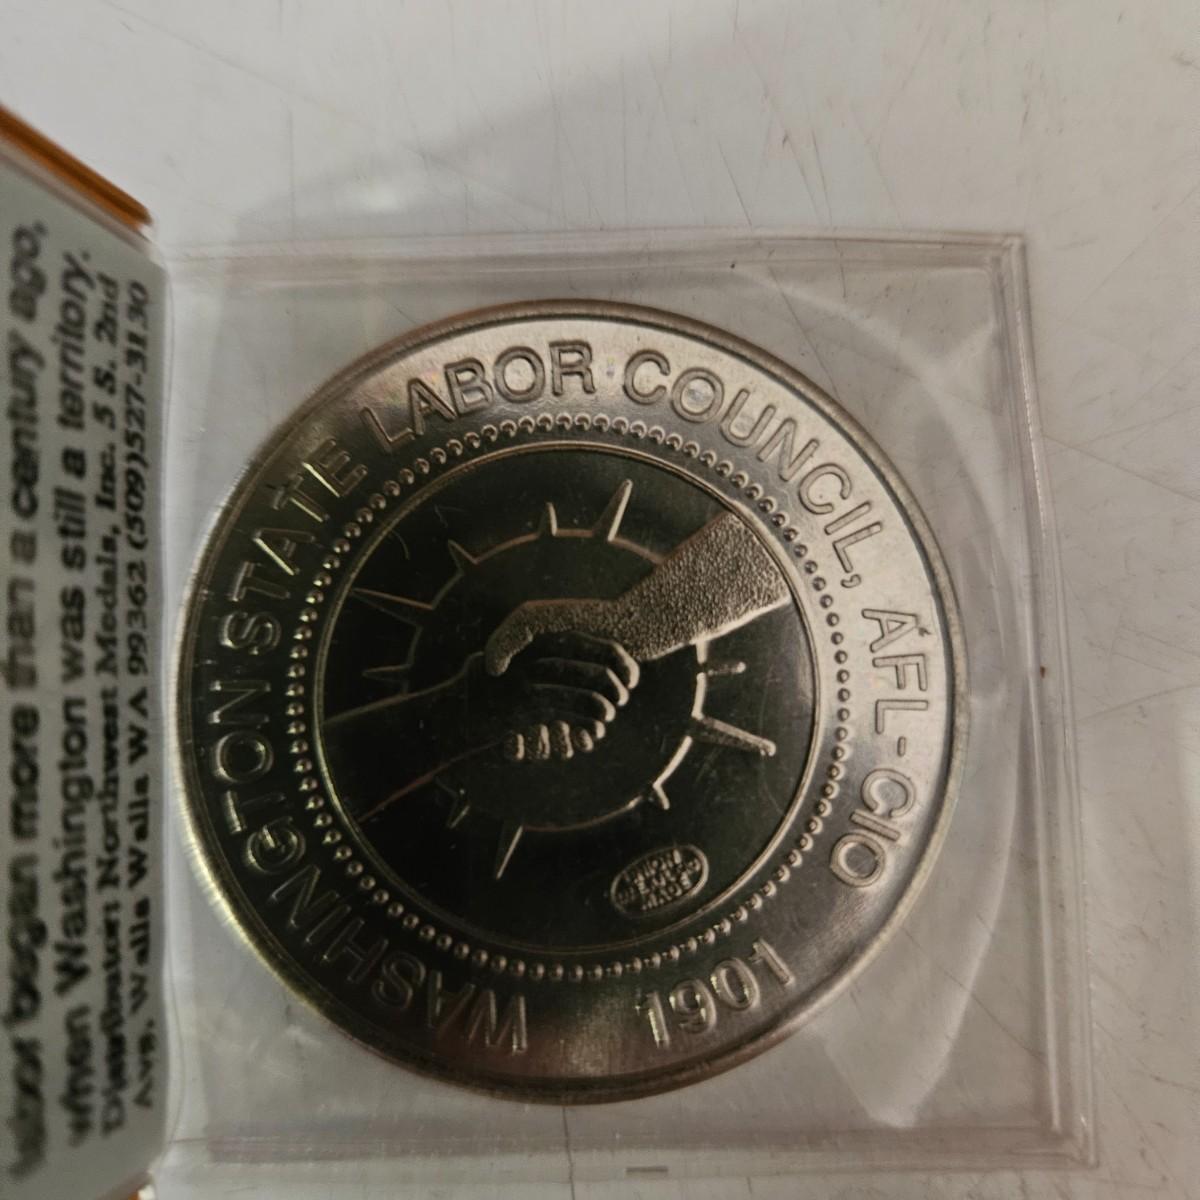 labor began more than a century ago,
when Washington was still a territory.
Distributor: Northwest Medals, Inc. 5 S. 2nd
Ave. Walla Walla WA 99362 (509)527-3130
WASHINGTON STATE LABOR COUNCIL, AFL-CIO
1901